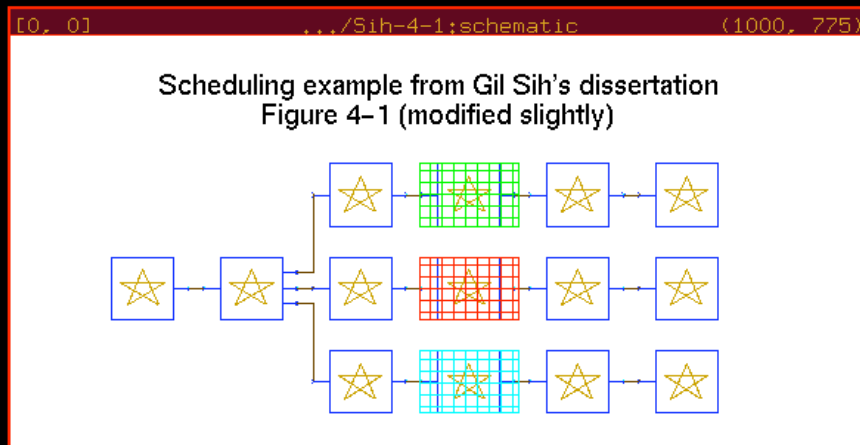 [0, 0] .../Sih-4-1:schematic (1000, 775)
Scheduling example from Gil Sih's dissertation
Figure 4-1 (modified slightly)